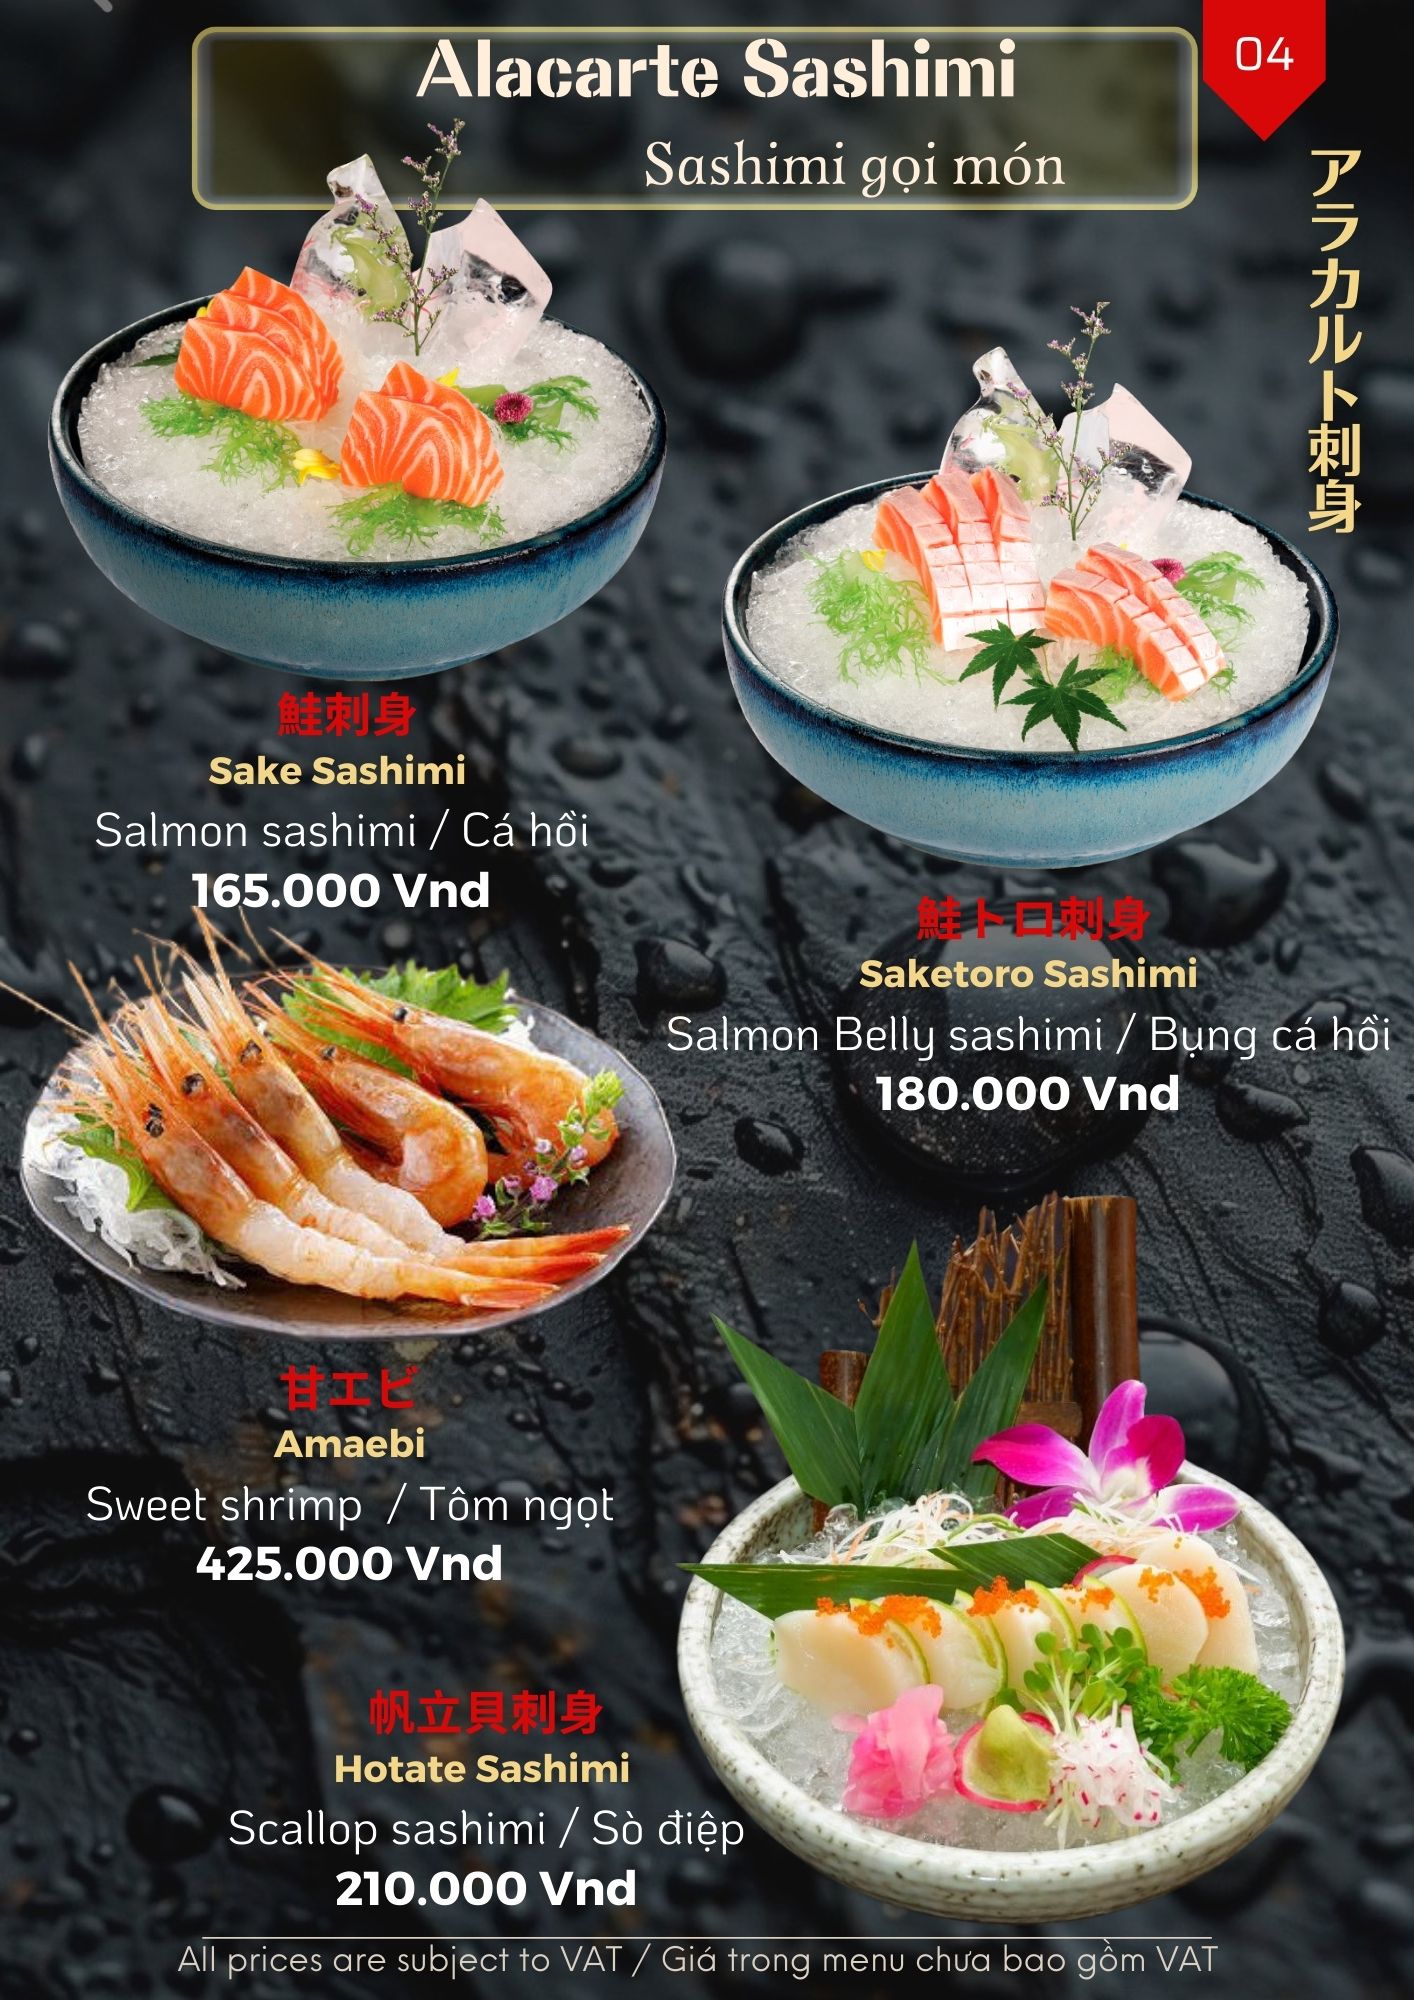 Alacarte Sashimi
Sashimi gọi món
04
アラカルト刺身
鮭刺身
Sake Sashimi
Salmon sashimi / Cá hồi
165.000 Vnd
鮭トロ刺身
Saketoro Sashimi
Salmon Belly sashimi / Bụng cá hồi
180.000 Vnd
甘エビ
Amaebi
Sweet shrimp / Tôm ngọt
425.000 Vnd
帆立貝刺身
Hotate Sashimi
Scallop sashimi / Sò điệp
210.000 Vnd
All prices are subject to VAT / Giá trong menu chưa bao gồm VAT